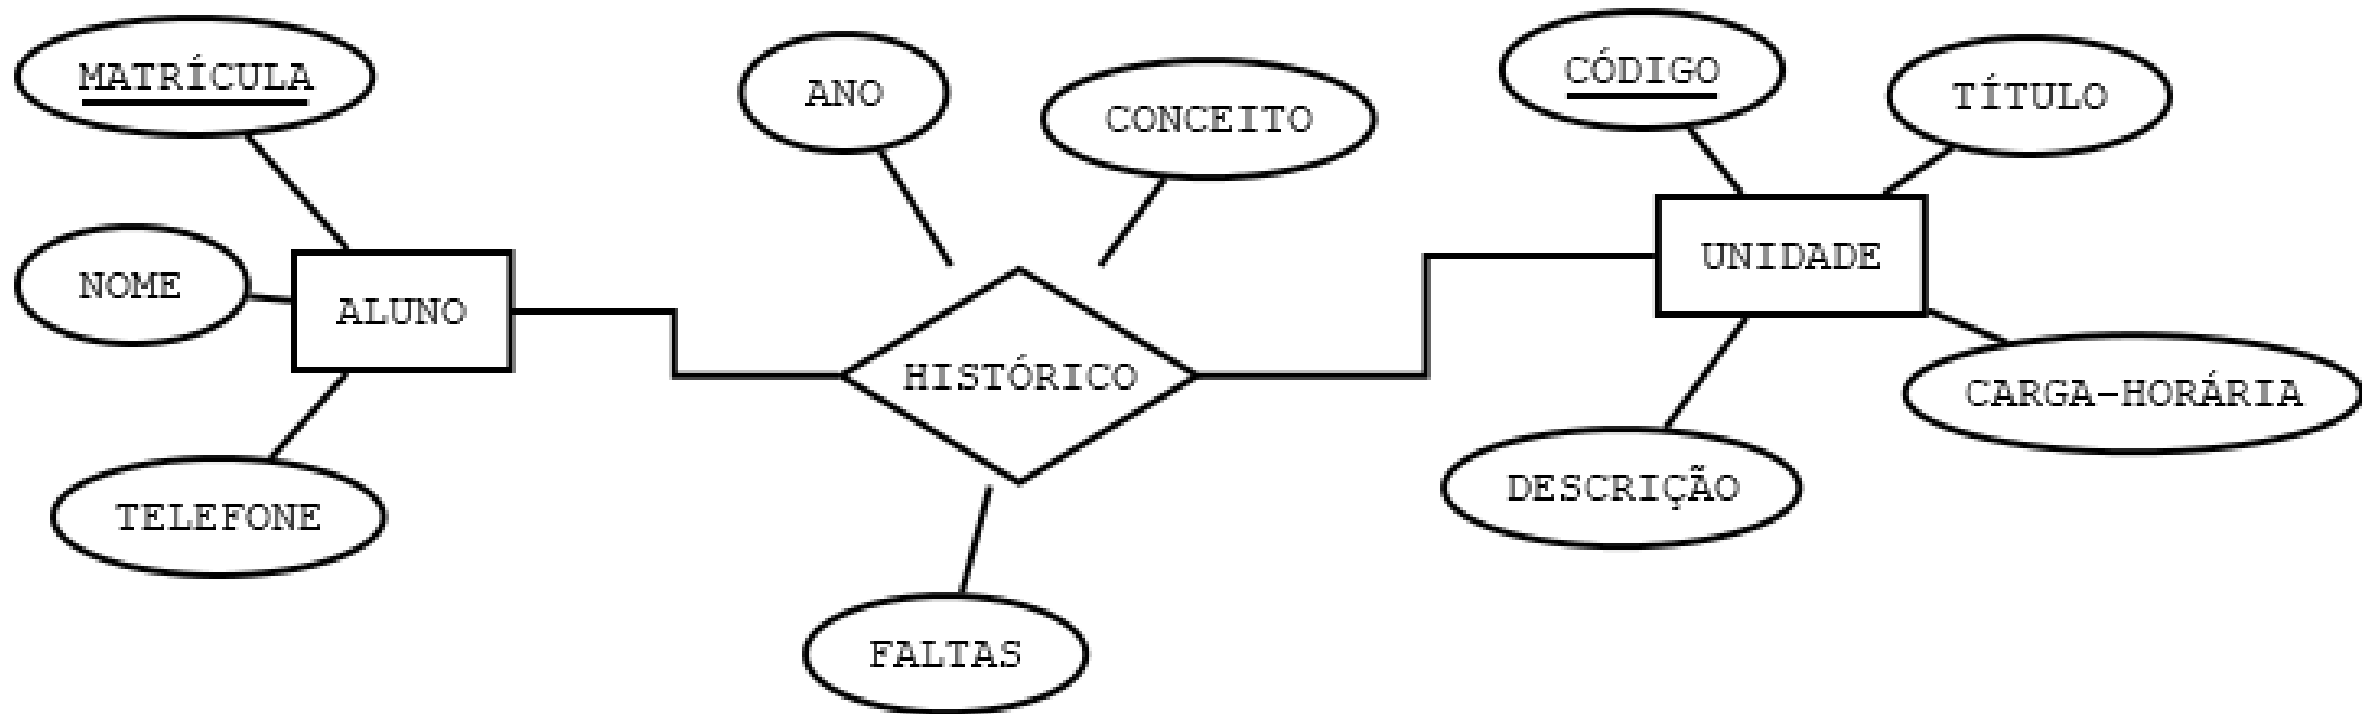 MATRÍCULA
NOME
ALUNO
TELEFONE
ANO
CONCEITO
HISTÓRICO
FALTAS
CÓDIGO
TÍTULO
UNIDADE
CARGA-HORÁRIA
DESCRIÇÃO